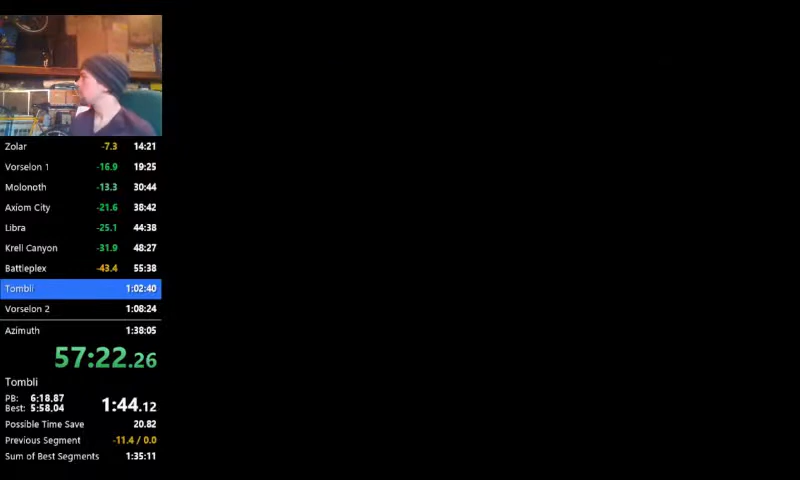 Zolar -7.3 14:21
Vorselon 1 -16.9 19:25
Molonoth -13.3 30:44
Axiom City -21.6 38:42
Libra -25.1 44:38
Krell Canyon -31.9 48:27
Battleplex -43.4 55:38
Tombli 1:02:40
Vorselon 2 1:08:24
Azimuth 1:38:05
57:22.26
Tombli
PB: 6:18.87
Best: 5:58.04 1:44.12
Possible Time Save 20.82
Previous Segment -11.4 / 0.0
Sum of Best Segments 1:35:11